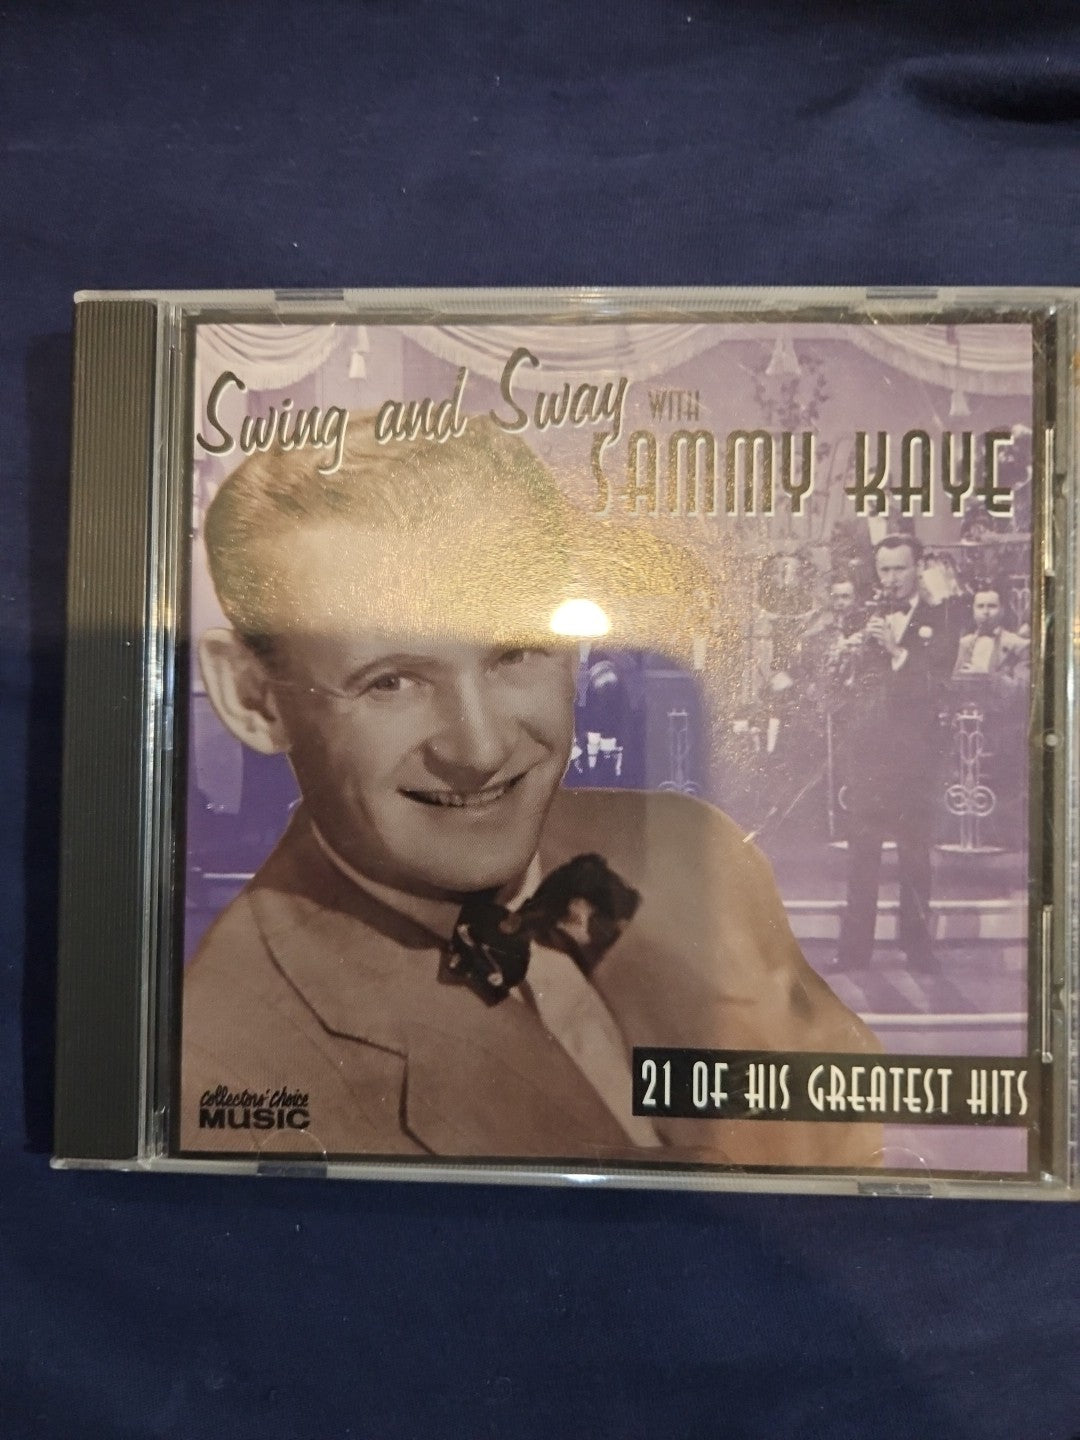 Swing and Sway WITH
SAMMY KAYE
21 OF HIS GREATEST HITS
Collectors' Choice
MUSIC